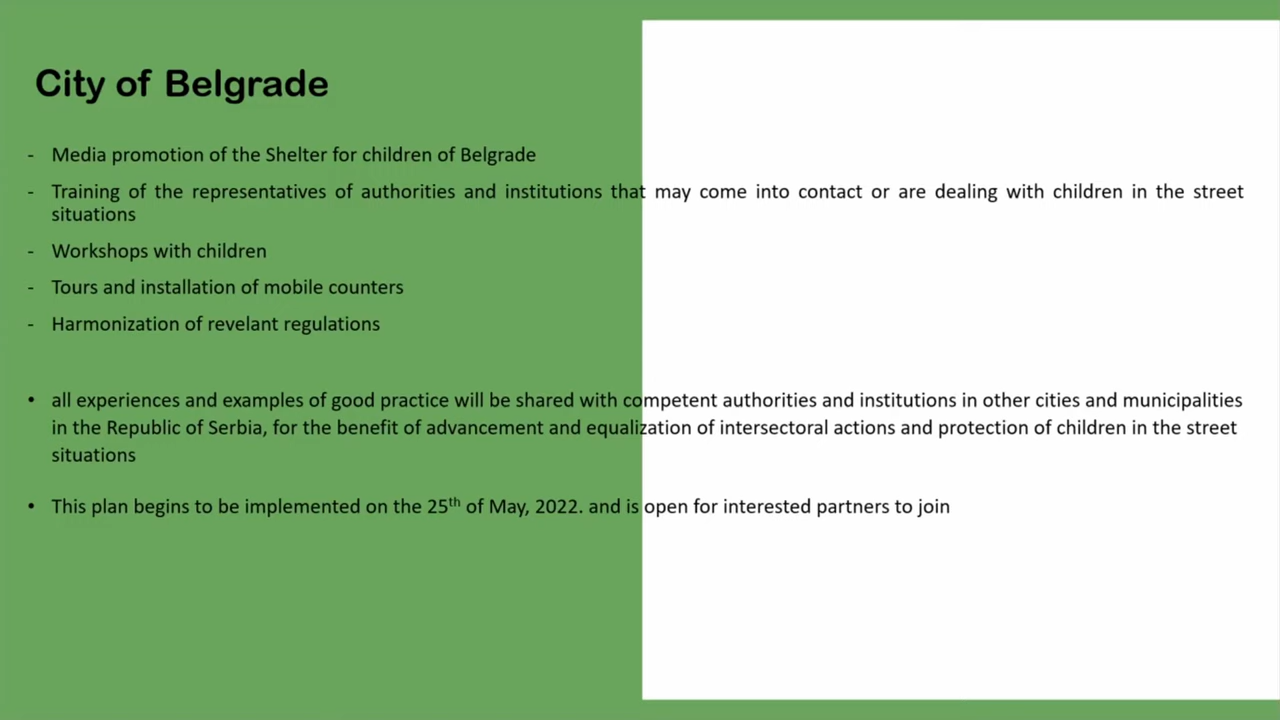 City of Belgrade
- Media promotion of the Shelter for children of Belgrade
- Training of the representatives of authorities and institutions that may come into contact or are dealing with children in the street
situations
- Workshops with children
- Tours and installation of mobile counters
- Harmonization of revelant regulations
• all experiences and examples of good practice will be shared with competent authorities and institutions in other cities and municipalities
in the Republic of Serbia, for the benefit of advancement and equalization of intersectoral actions and protection of children in the street
situations
• This plan begins to be implemented on the 25th of May, 2022. and is open for interested partners to join